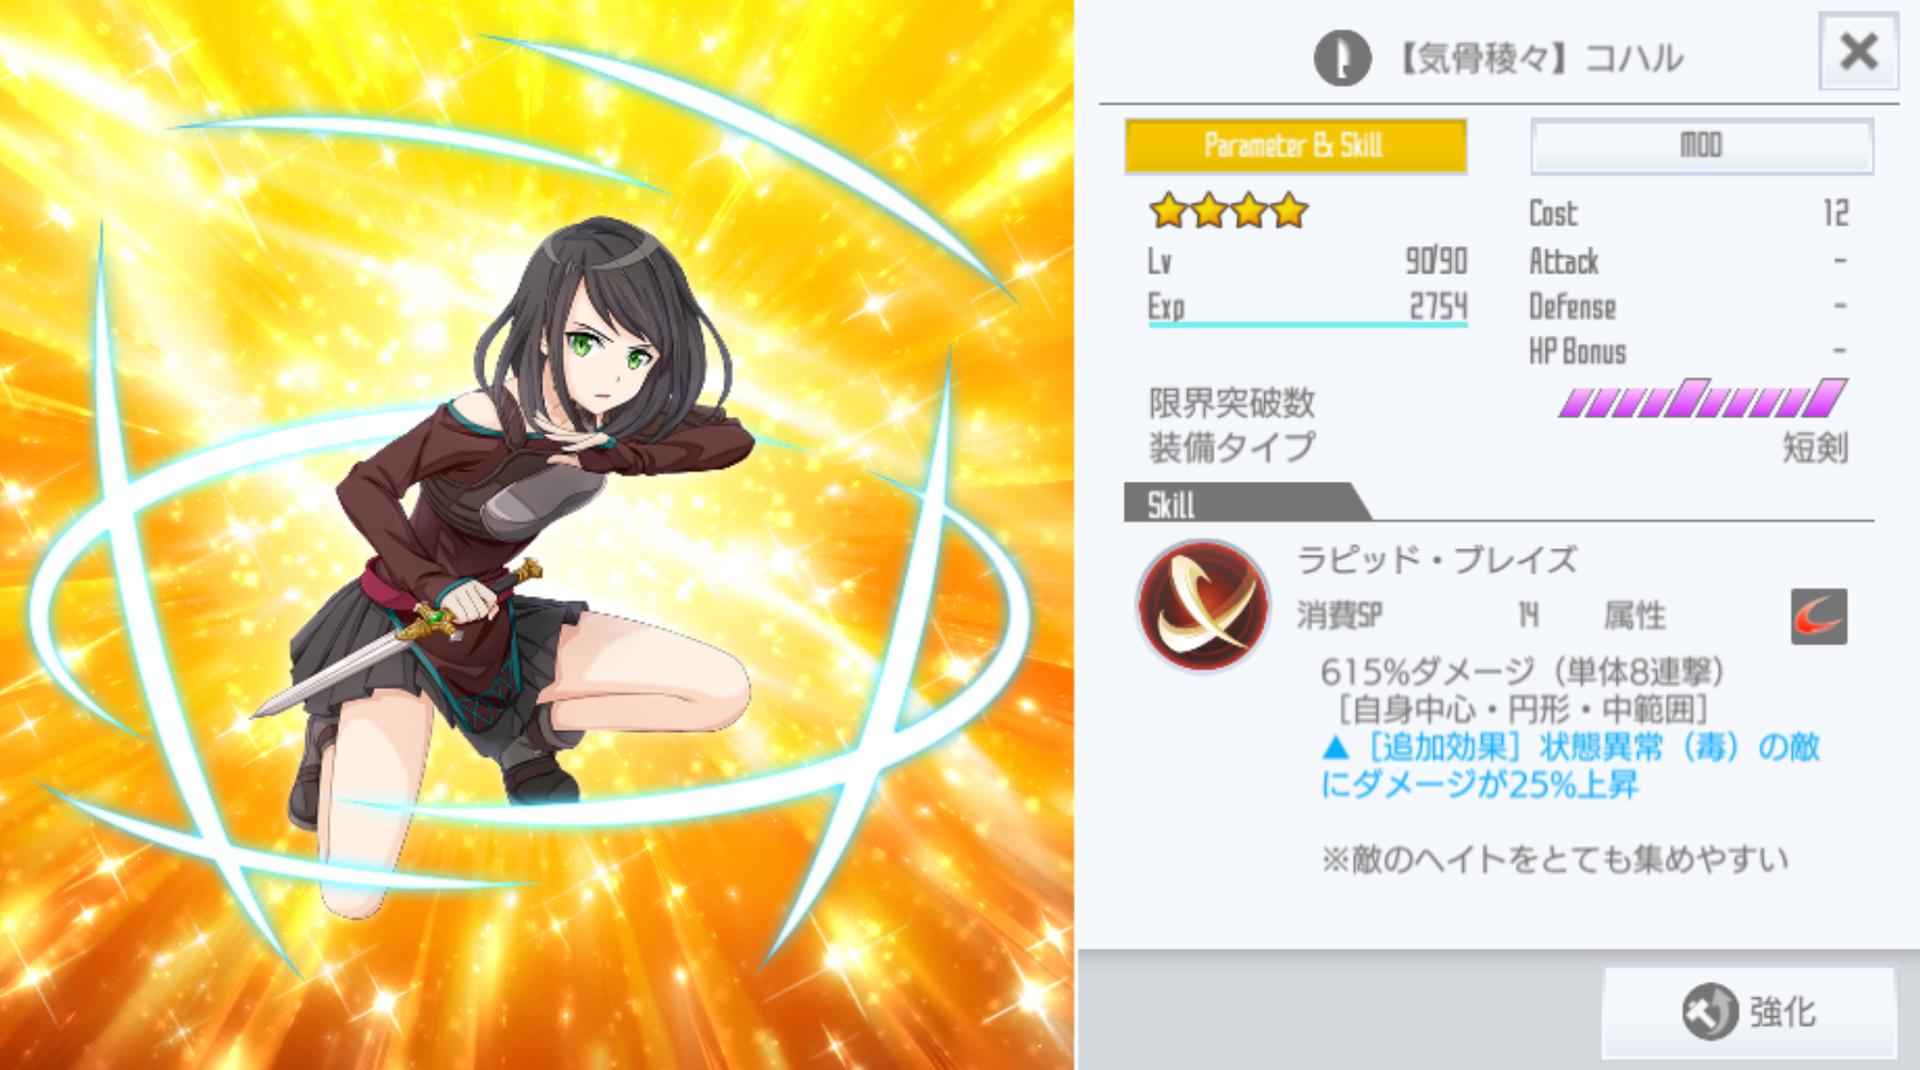 【気骨稜々】コハル
Parameter & Skill
MOD
Cost 12
Lv 90/90
Attack -
Exp 2754
Defense -
HP Bonus -
限界突破数
装備タイプ 短剣
Skill
ラピッド・ブレイズ
消費SP 14 属性
615%ダメージ（単体8連撃）
［自身中心・円形・中範囲］
▲［追加効果］状態異常（毒）の敵
にダメージが25%上昇
※敵のヘイトをとても集めやすい
強化